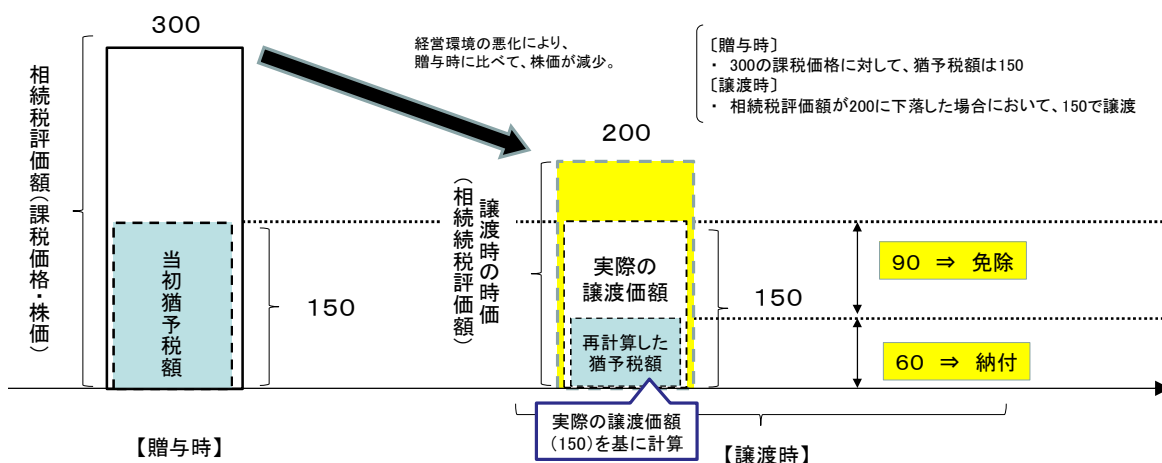 300
相続税評価額(課税価格・株価)
当初猶予税額
150
【贈与時】
経営環境の悪化により、
贈与時に比べて、株価が減少。
〔贈与時〕
・ 300の課税価格に対して、猶予税額は150
〔譲渡時〕
・ 相続税評価額が200に下落した場合において、150で譲渡
200
譲渡時の時価
(相続続税評価額)
実際の
譲渡価額
再計算した
猶予税額
150
実際の譲渡価額
(150)を基に計算
90 ⇒ 免除
60 ⇒ 納付
【譲渡時】